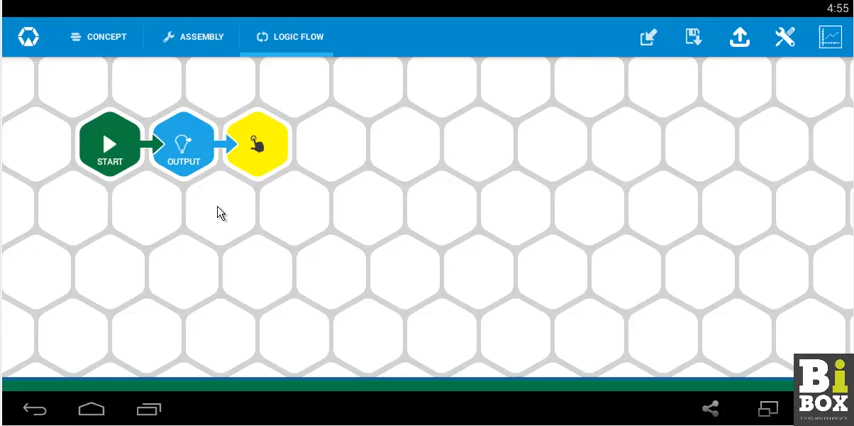 4:55
CONCEPT
ASSEMBLY
LOGIC FLOW
START
OUTPUT
Bi
BOX